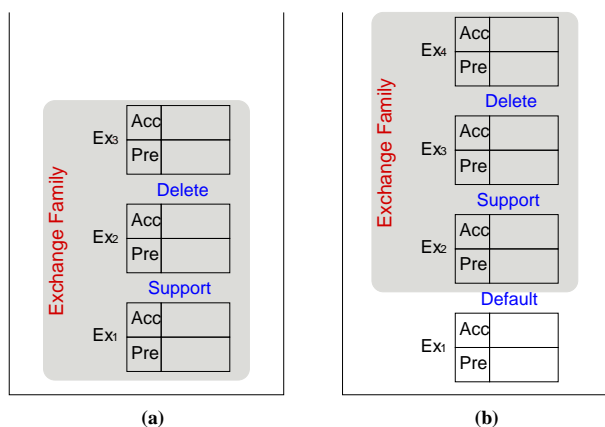 Exchange Family
Ex3
Acc
Pre
Delete
Ex2
Acc
Pre
Support
Ex1
Acc
Pre
(a)
Exchange Family
Ex4
Acc
Pre
Delete
Ex3
Acc
Pre
Support
Ex2
Acc
Pre
Default
Ex1
Acc
Pre
(b)